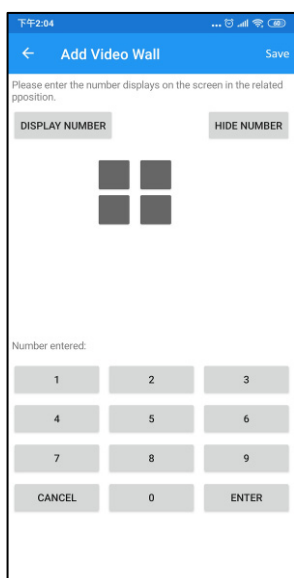 下午2:04 ... 60
Add Video Wall Save
Please enter the number displays on the screen in the related
pposition.
DISPLAY NUMBER HIDE NUMBER
Number entered:
1 2 3
4 5 6
7 8 9
CANCEL 0 ENTER